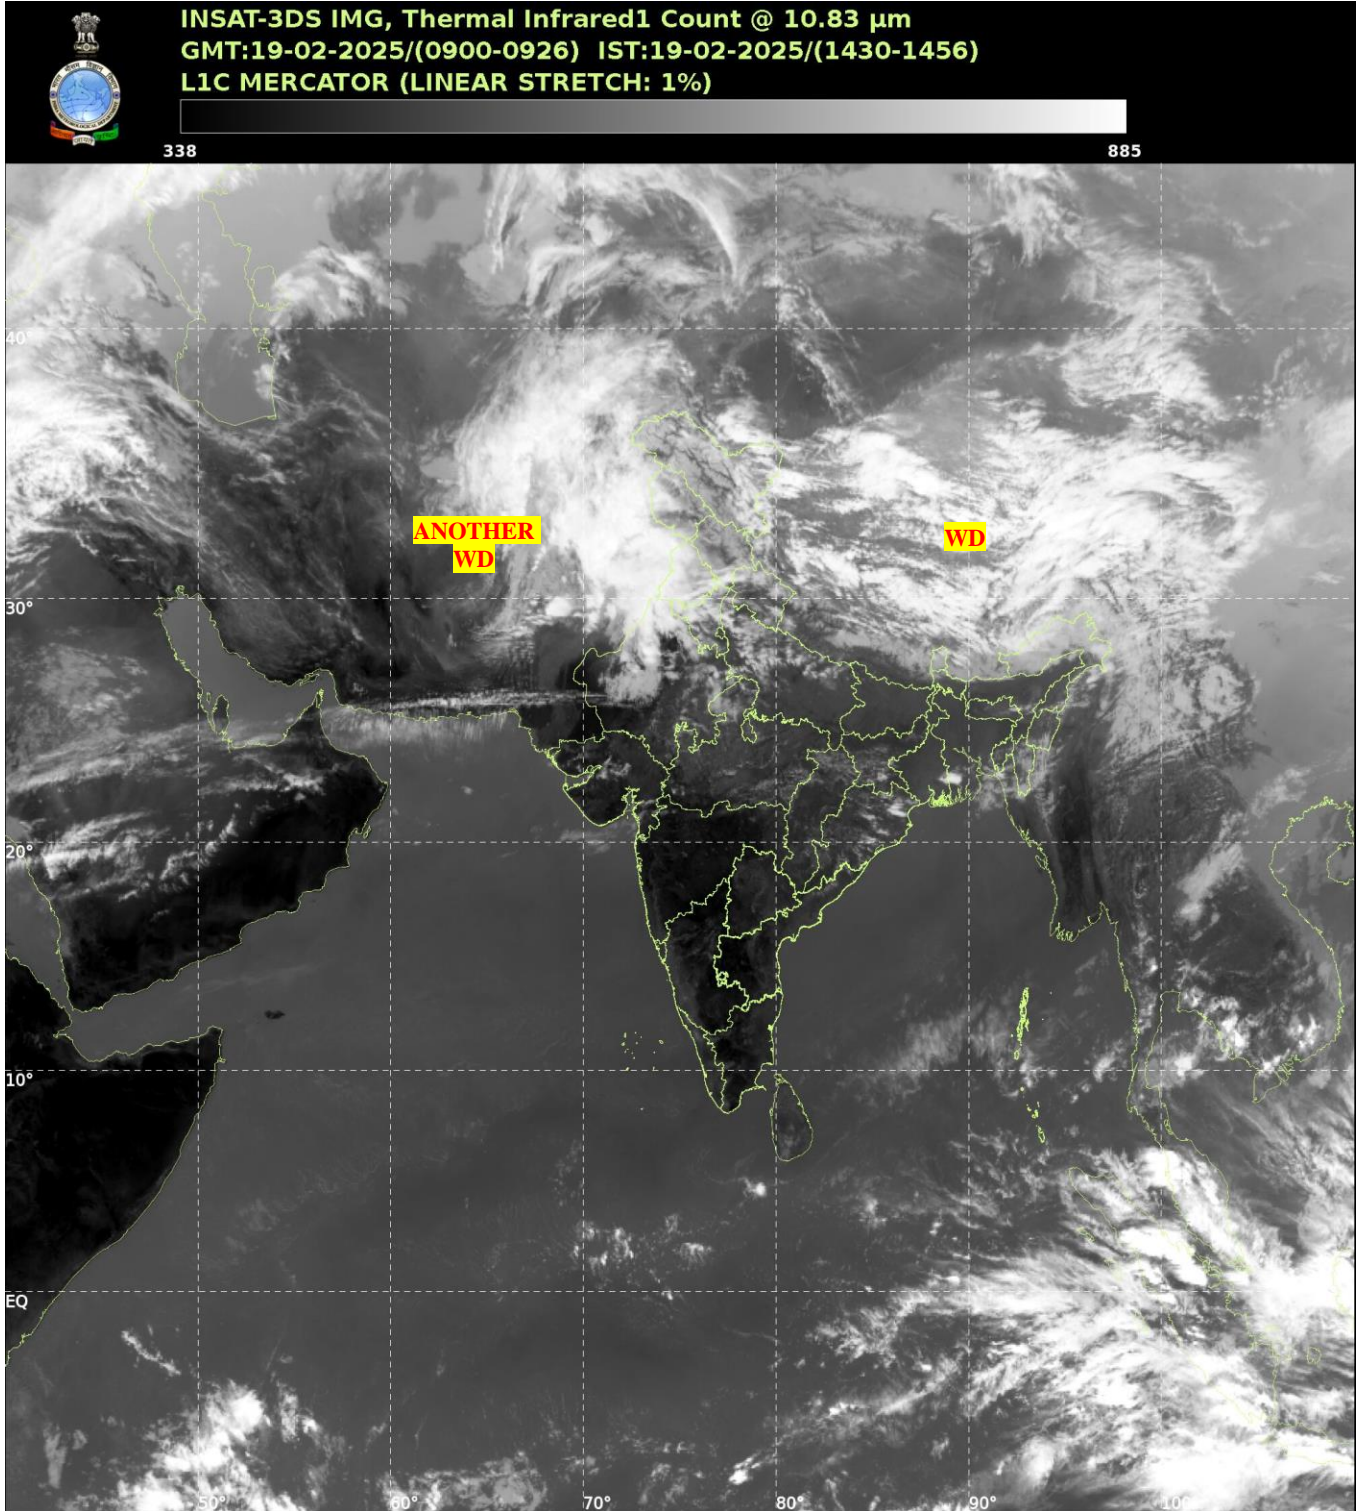 INSAT-3DS IMG, Thermal Infrared1 Count @ 10.83 μm
GMT:19-02-2025/(0900-0926) IST:19-02-2025/(1430-1456)
L1C MERCATOR (LINEAR STRETCH: 1%)
338 885
40°
ANOTHER
WD
WD
30°
20°
10°
EQ
50° 60° 70° 80° 90° 100